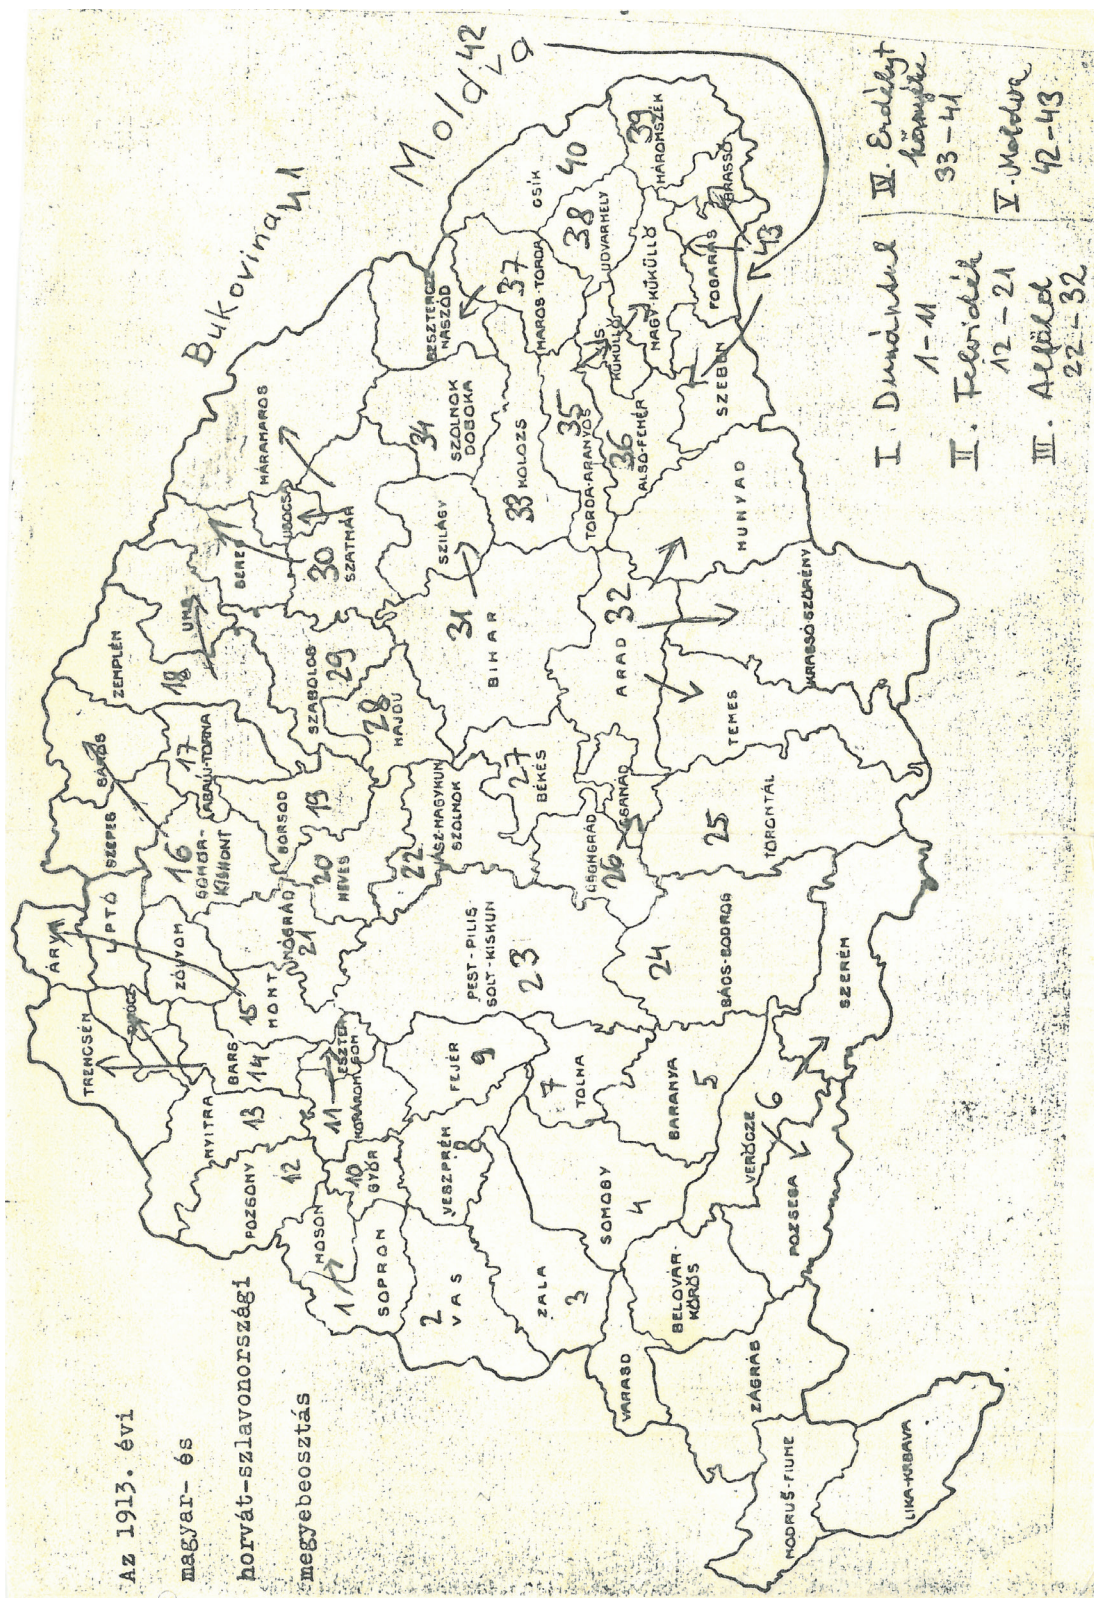 Az 1913. évi
magyar- és
horvát-szlavonországi
megyebeosztás
Bukovina 41
Moldva 42
ÁRVA
TRENCSÉN
LIPTÓ
SZEPES
SÁROS
ZEMPLÉN
UNG
BEREG
UGOCSA
MÁRAMAROS
18
17
ABAUJ-TORNA
16
GÖMÖR-
KISHONT
ZÓLYOM
NYITRA
13
BARS
14
15
HONT
POZSONY
12
NÓGRÁD
21
BORSOD
19
20
HEVES
SZABOLCS
29
28
HAJDU
30
SZATMÁR
SZILÁGY
34
SZOLNOK
DOBOKA
BESZTERCE
NASZÓD
1
MOSON
SOPRON
10
GYŐR
11
KOMÁROM
ESZTER
GOM
2
VAS
VESZPRÉM
8
FEJÉR
9
PEST-PILIS
SOLT-KISKUN
23
22
JÁSZ-NAGYKUN
SZOLNOK
31
BIHAR
33
KOLOZS
37
MAROS-TORDA
CSIK
40
ZALA
3
SOMOGY
4
7
TOLNA
BARANYA
5
27
BÉKÉS
CSONGRÁD
26
CSANÁD
ARAD
32
35
TORDA-ARANYOS
36
ALSÓ-FEHÉR
KIS
KÜKÜLLŐ
NAGY KÜKÜLLŐ
38
UDVARHELY
39
HÁROMSZÉK
BRASSÓ
FOGARAS
SZEBEN
43
HUNYAD
24
BÁCS-BODROG
25
TORONTÁL
TEMES
KRASSÓ-SZÖRÉNY
VARASD
BELOVÁR-
KÖRÖS
VERŐCZE
6
POZSEGA
SZERÉM
ZÁGRÁB
MODRUŠ-FIUME
LIKA-KRBAVA
I. Dunántúl
1-11
II. Felvidék
12-21
III. Alföld
22-32
IV. Erdély +
környéke
33-41
V. Moldva
42-43